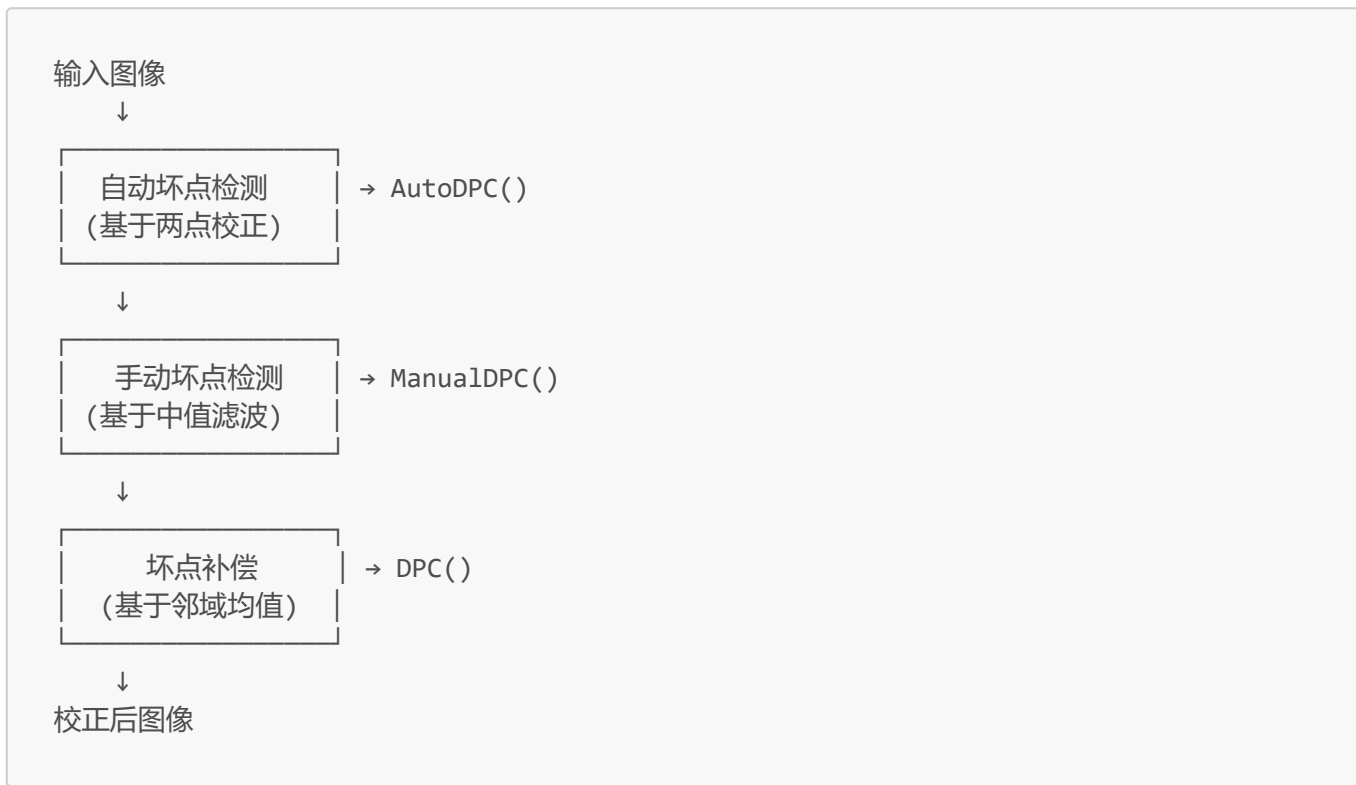 输入图像
↓
自动坏点检测 → AutoDPC()
(基于两点校正)
↓
手动坏点检测 → ManualDPC()
(基于中值滤波)
↓
坏点补偿 → DPC()
(基于邻域均值)
↓
校正后图像